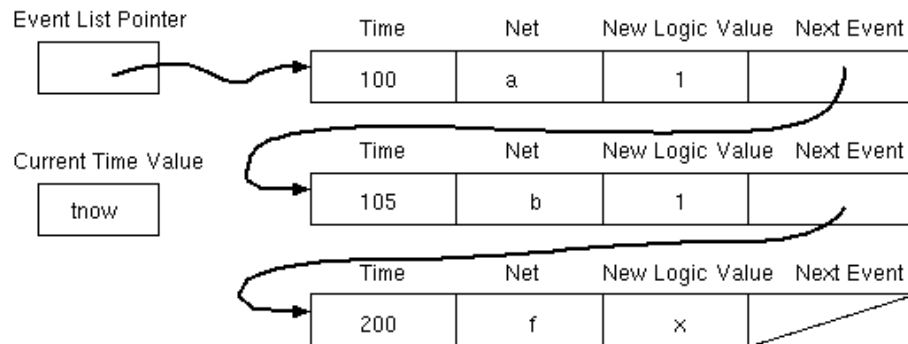 Event List Pointer
Time Net New Logic Value Next Event
100 a 1
Current Time Value
Time Net New Logic Value Next Event
tnow
105 b 1
Time Net New Logic Value Next Event
200 f x